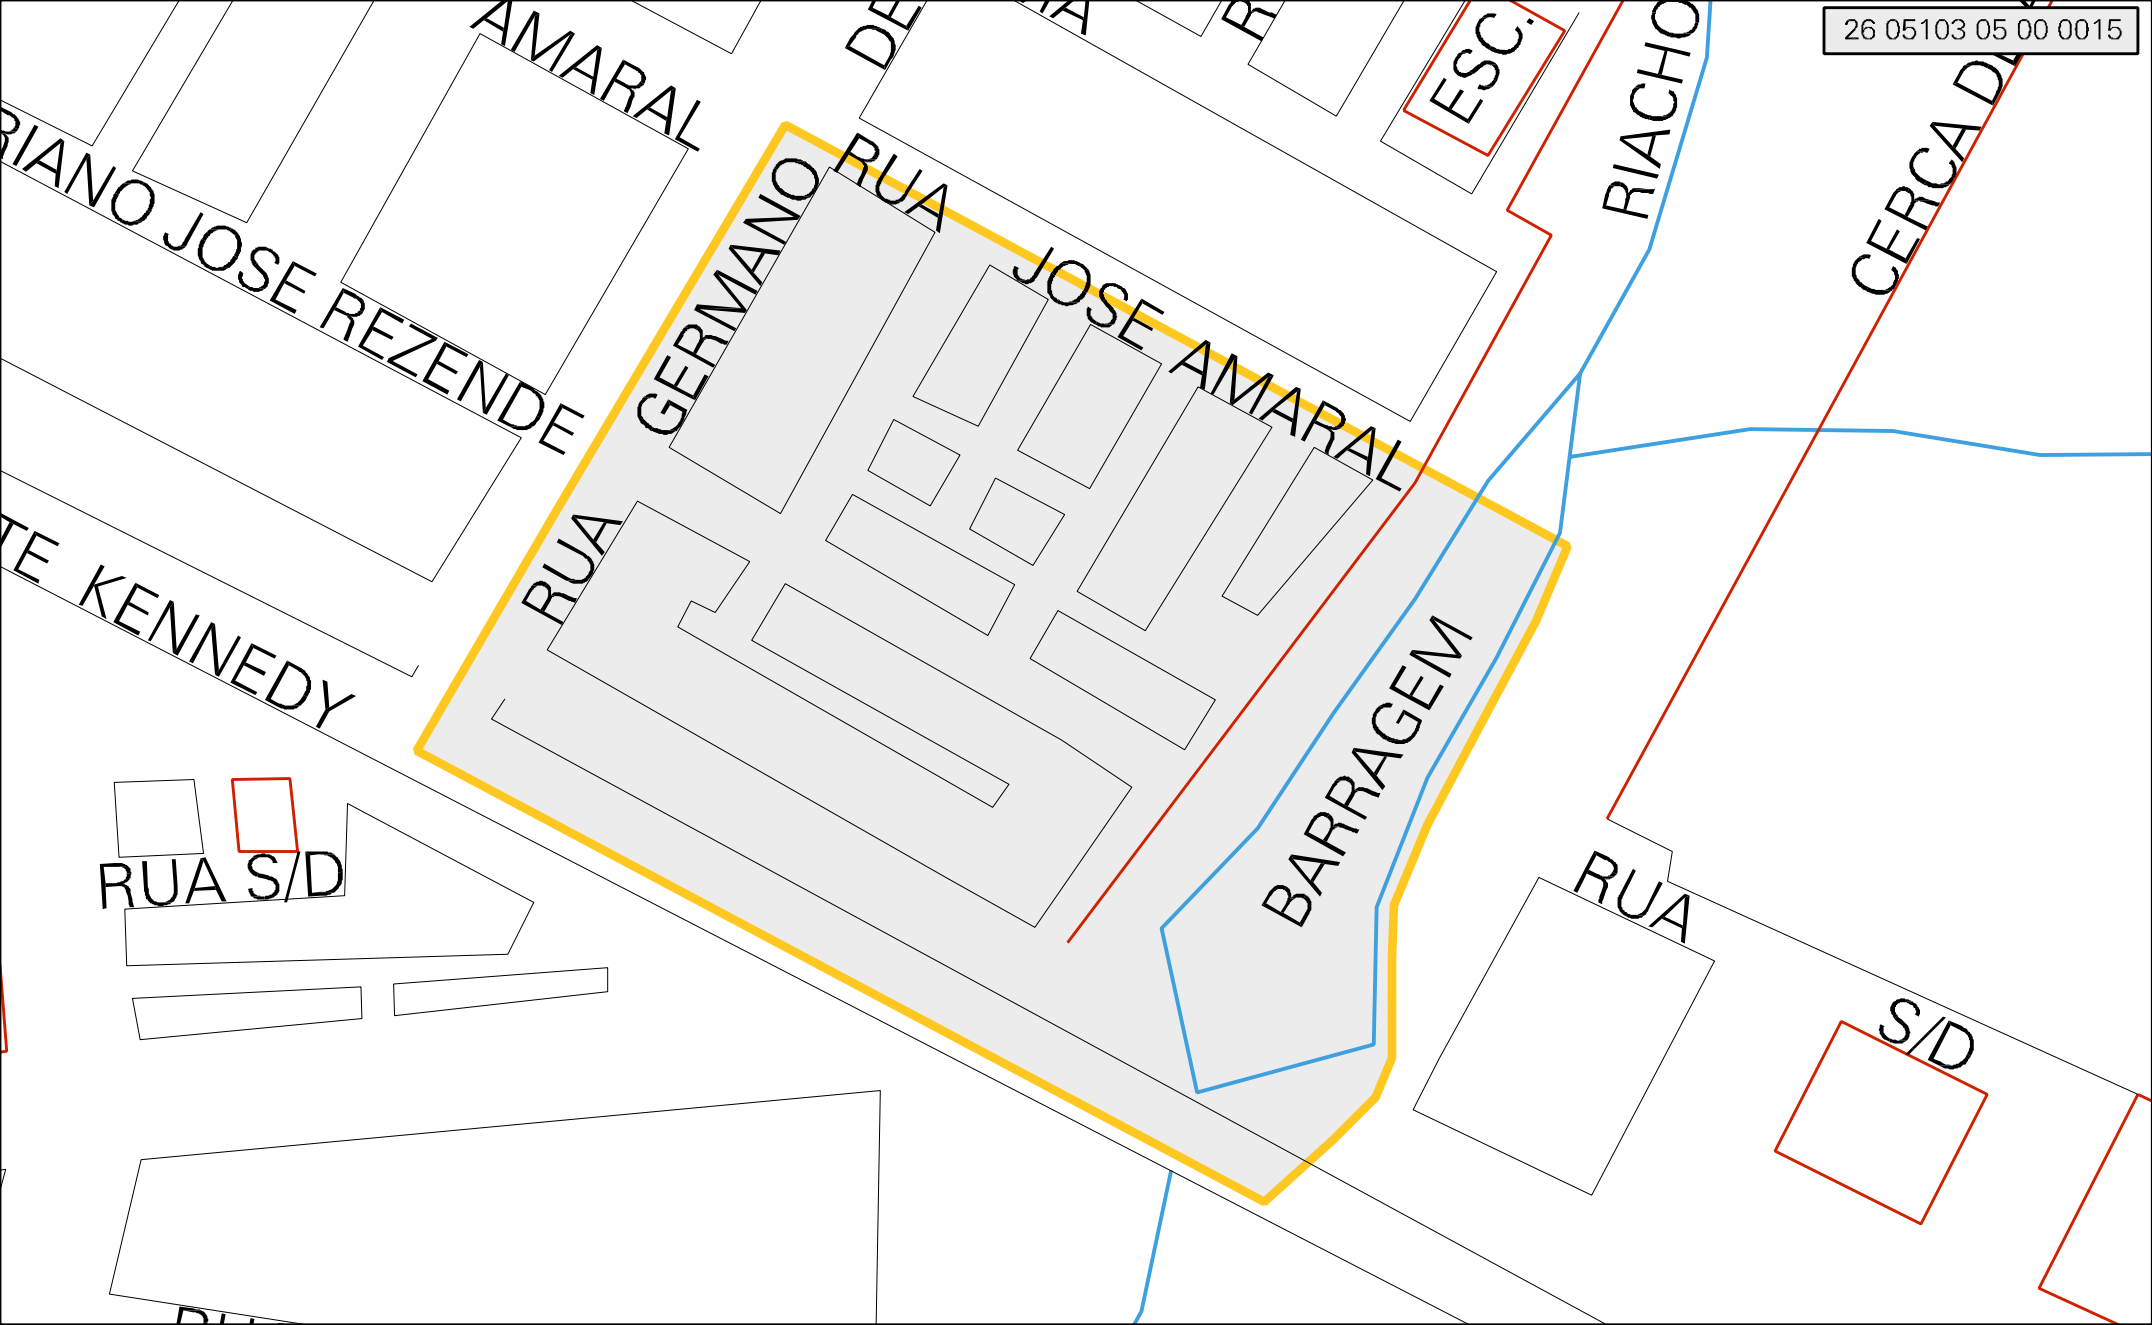 26 05103 05 00 0015
AMARAL
ESC.
RIACHO
CERCA
RIANO JOSE REZENDE
RUA GERMANO
RUA JOSE AMARAL
TE KENNEDY
BARRAGEM
RUA S/D
RUA S/D